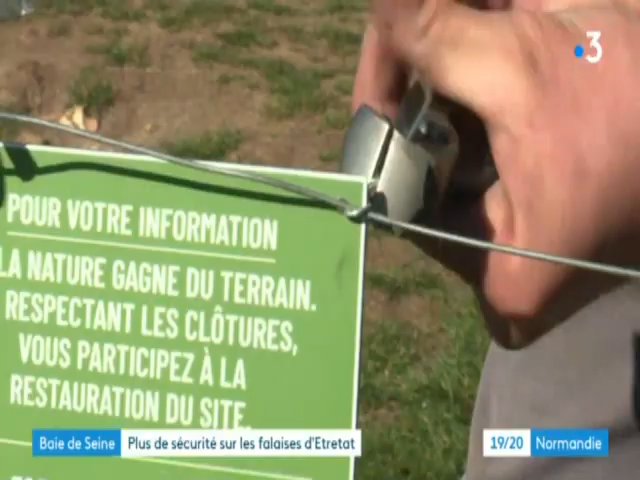 3
POUR VOTRE INFORMATION
LA NATURE GAGNE DU TERRAIN.
RESPECTANT LES CLÔTURES,
VOUS PARTICIPEZ À LA
RESTAURATION DU SITE.
Baie de Seine Plus de sécurité sur les falaises d'Etretat 19/20 Normandie